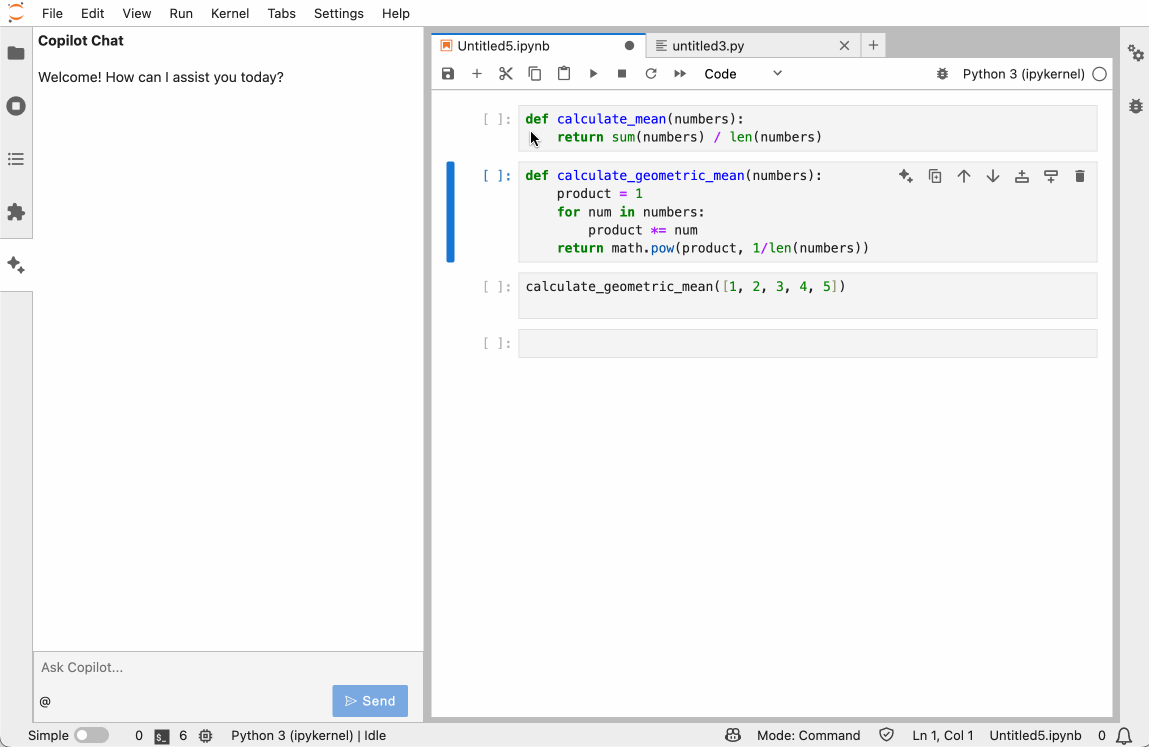 File Edit View Run Kernel Tabs Settings Help
Copilot Chat
Welcome! How can I assist you today?
Ask Copilot...
@
Send
Untitled5.ipynb
untitled3.py
Code
Python 3 (ipykernel)
[ ]: def calculate_mean(numbers):
    return sum(numbers) / len(numbers)
[ ]: def calculate_geometric_mean(numbers):
    product = 1
    for num in numbers:
        product *= num
    return math.pow(product, 1/len(numbers))
[ ]: calculate_geometric_mean([1, 2, 3, 4, 5])
[ ]:
Simple 0 $_ 6 Python 3 (ipykernel) | Idle Mode: Command Ln 1, Col 1 Untitled5.ipynb 0